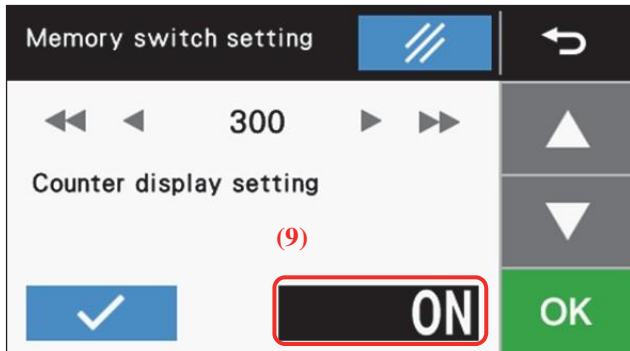 Memory switch setting
300
Counter display setting
(9)
ON
OK